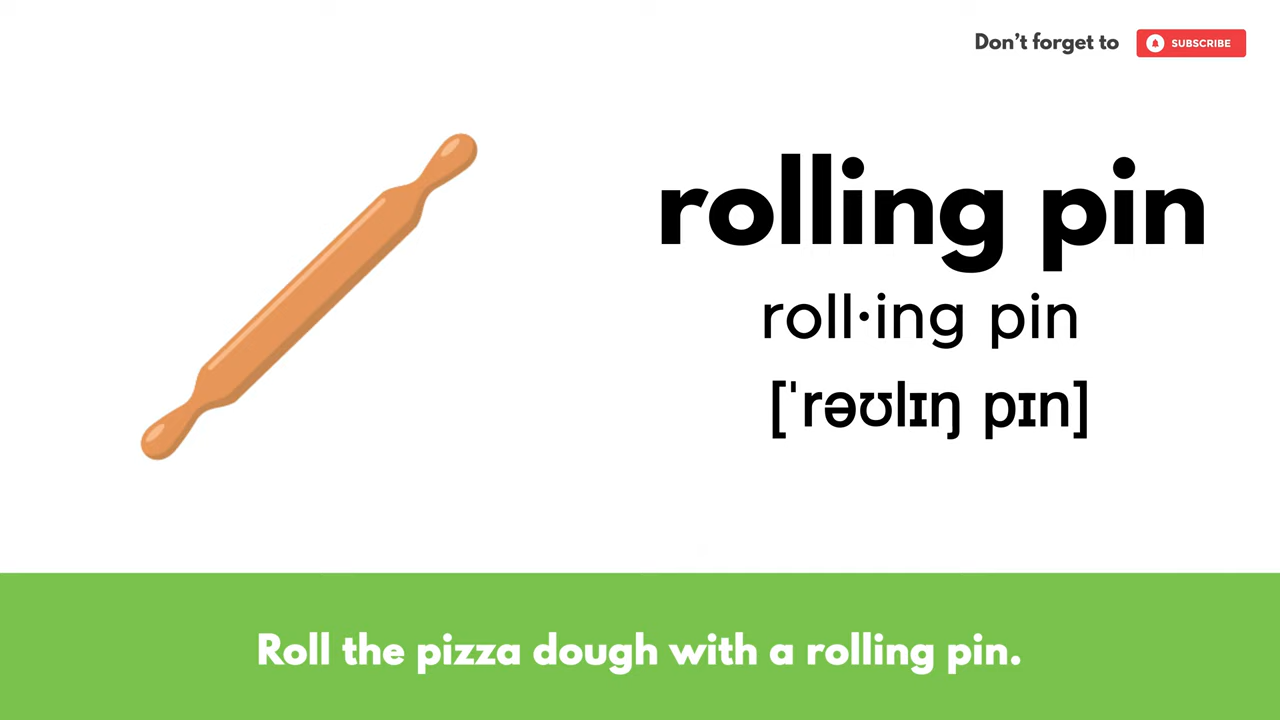 Don't forget to SUBSCRIBE
rolling pin
roll·ing pin
[ˈrəʊlɪŋ pɪn]
Roll the pizza dough with a rolling pin.